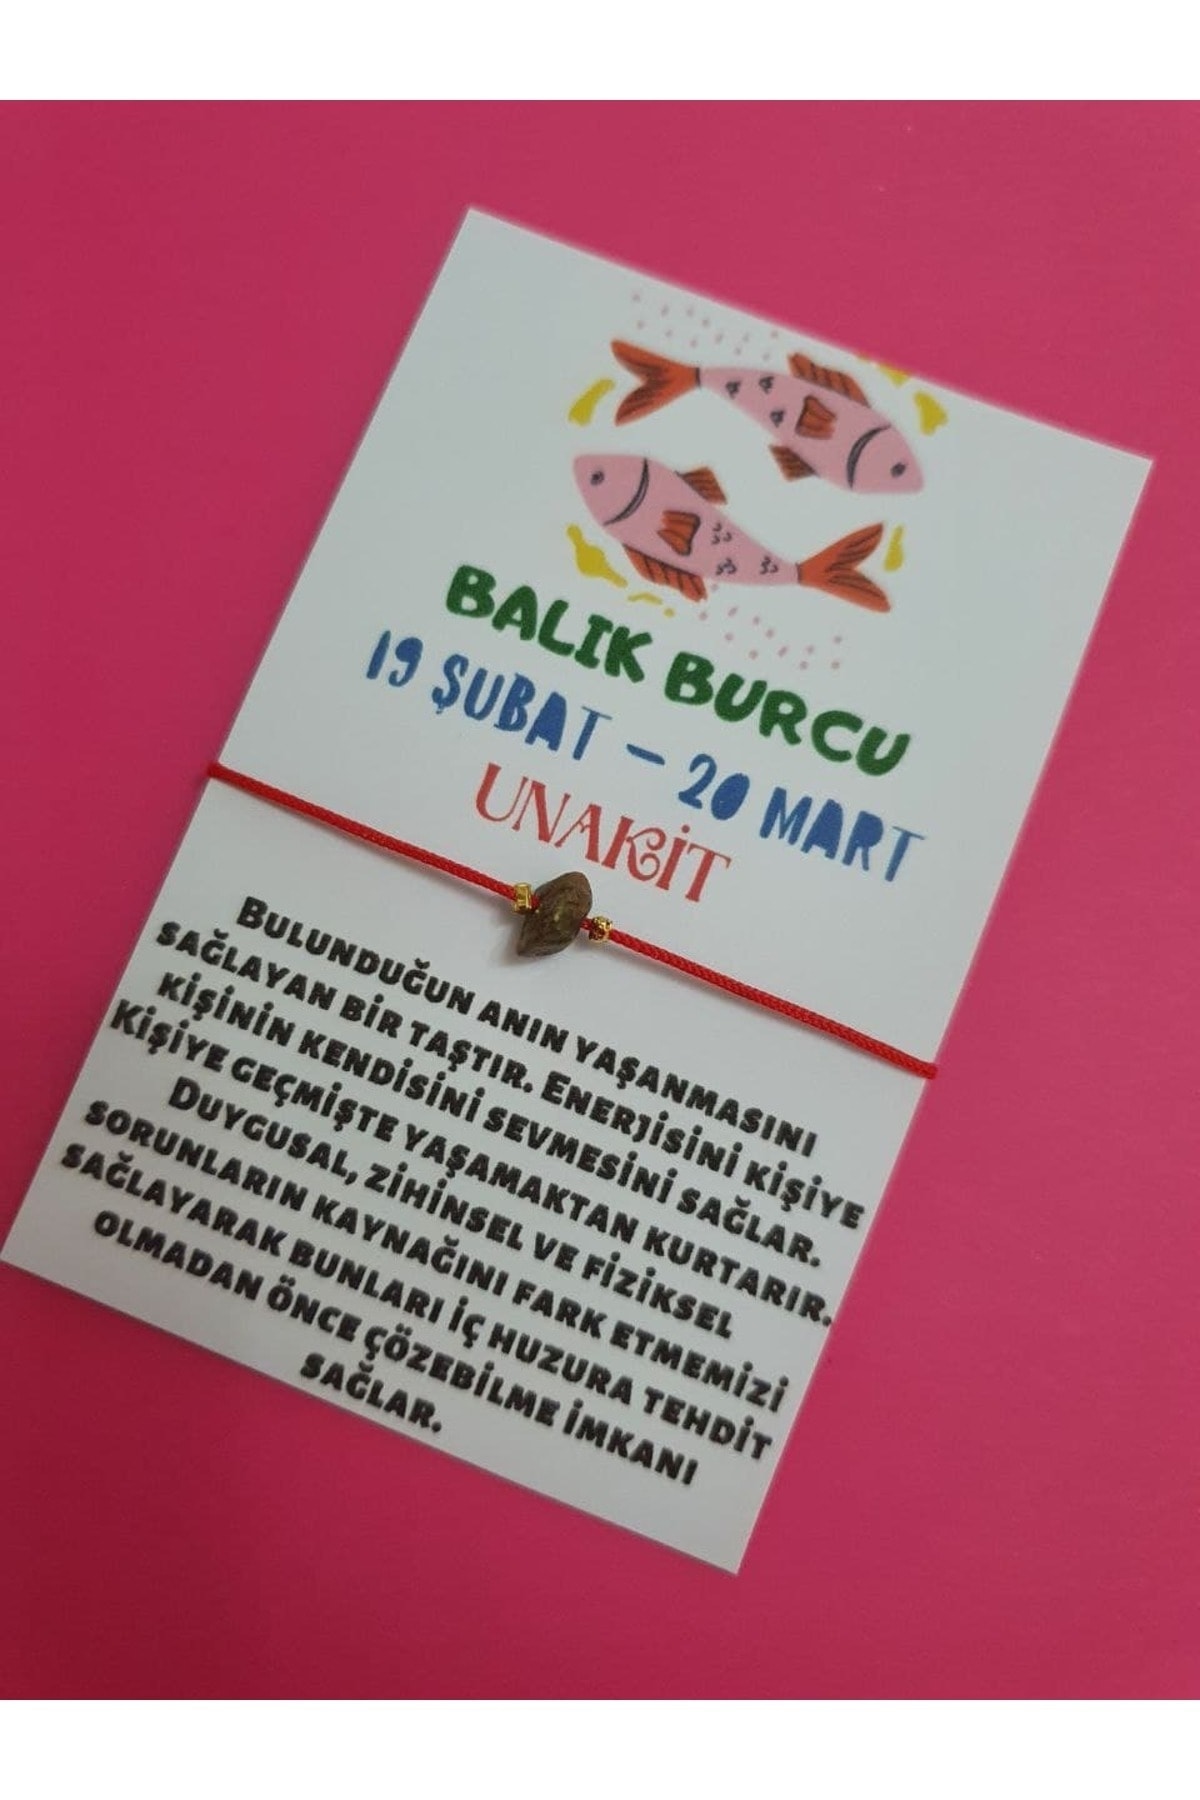 BALIK BURCU
19 ŞUBAT – 20 MART
UNAKİT
BULUNDUĞUN ANIN YAŞANMASINI
SAĞLAYAN BİR TAŞTIR. ENERJİSİNİ KİŞİYE
KİŞİNİN KENDİSİNİ SEVMESİNİ SAĞLAR.
KİŞİYE GEÇMİŞTE YAŞAMAKTAN KURTARIR.
DUYGUSAL, ZİHİNSEL VE FİZİKSEL
SORUNLARIN KAYNAĞINI FARK ETMEMİZİ
SAĞLAYARAK BUNLARI İÇ HUZURA TEHDİT
OLMADAN ÖNCE ÇÖZEBİLME İMKANI
SAĞLAR.